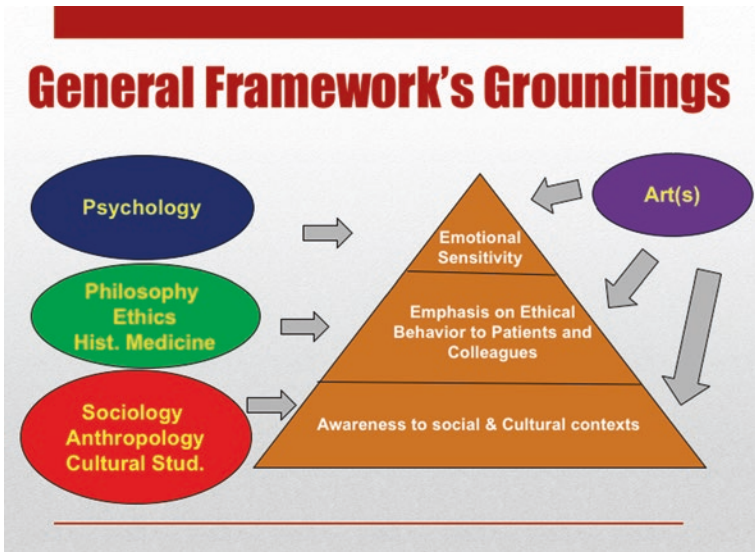 General Framework's Groundings
Psychology
Philosophy
Ethics
Hist. Medicine
Sociology
Anthropology
Cultural Stud.
Emotional
Sensitivity
Emphasis on Ethical
Behavior to Patients and
Colleagues
Awareness to social & Cultural contexts
Art(s)